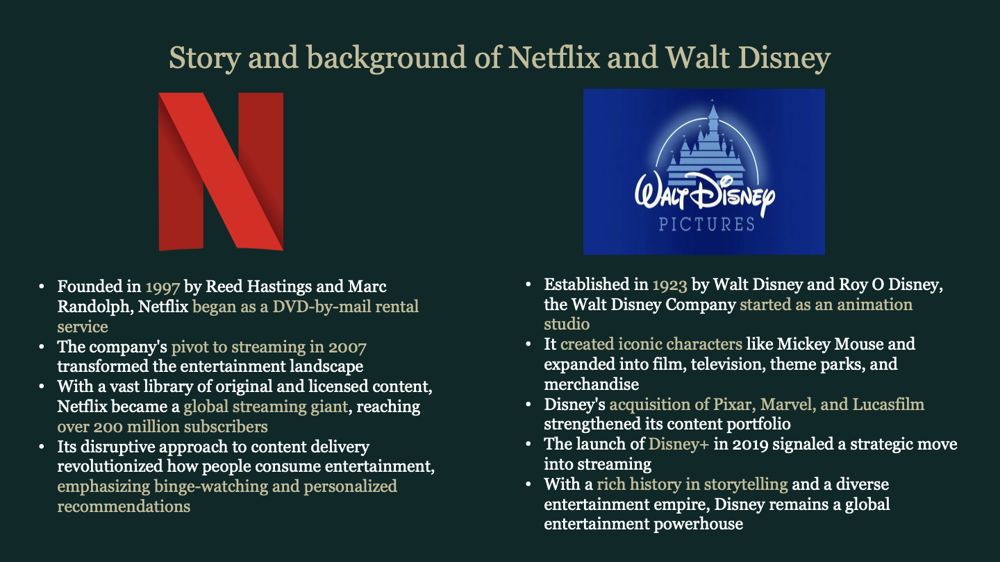 Story and background of Netflix and Walt Disney
WALT DISNEY
PICTURES
• Founded in 1997 by Reed Hastings and Marc
Randolph, Netflix began as a DVD-by-mail rental
service
• The company's pivot to streaming in 2007
transformed the entertainment landscape
• With a vast library of original and licensed content,
Netflix became a global streaming giant, reaching
over 200 million subscribers
• Its disruptive approach to content delivery
revolutionized how people consume entertainment,
emphasizing binge-watching and personalized
recommendations
• Established in 1923 by Walt Disney and Roy O Disney,
the Walt Disney Company started as an animation
studio
• It created iconic characters like Mickey Mouse and
expanded into film, television, theme parks, and
merchandise
• Disney's acquisition of Pixar, Marvel, and Lucasfilm
strengthened its content portfolio
• The launch of Disney+ in 2019 signaled a strategic move
into streaming
• With a rich history in storytelling and a diverse
entertainment empire, Disney remains a global
entertainment powerhouse